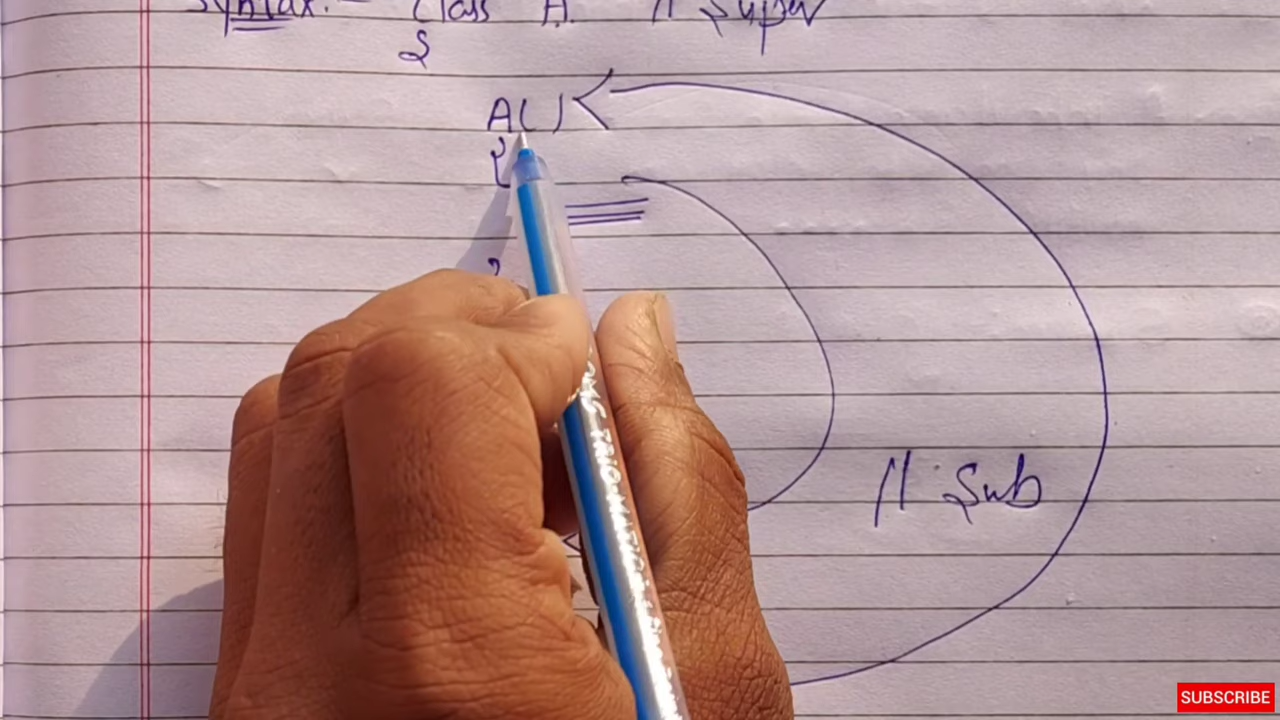 Syntax:- Class A. // Super
{
A( )
{
// Sub
SUBSCRIBE